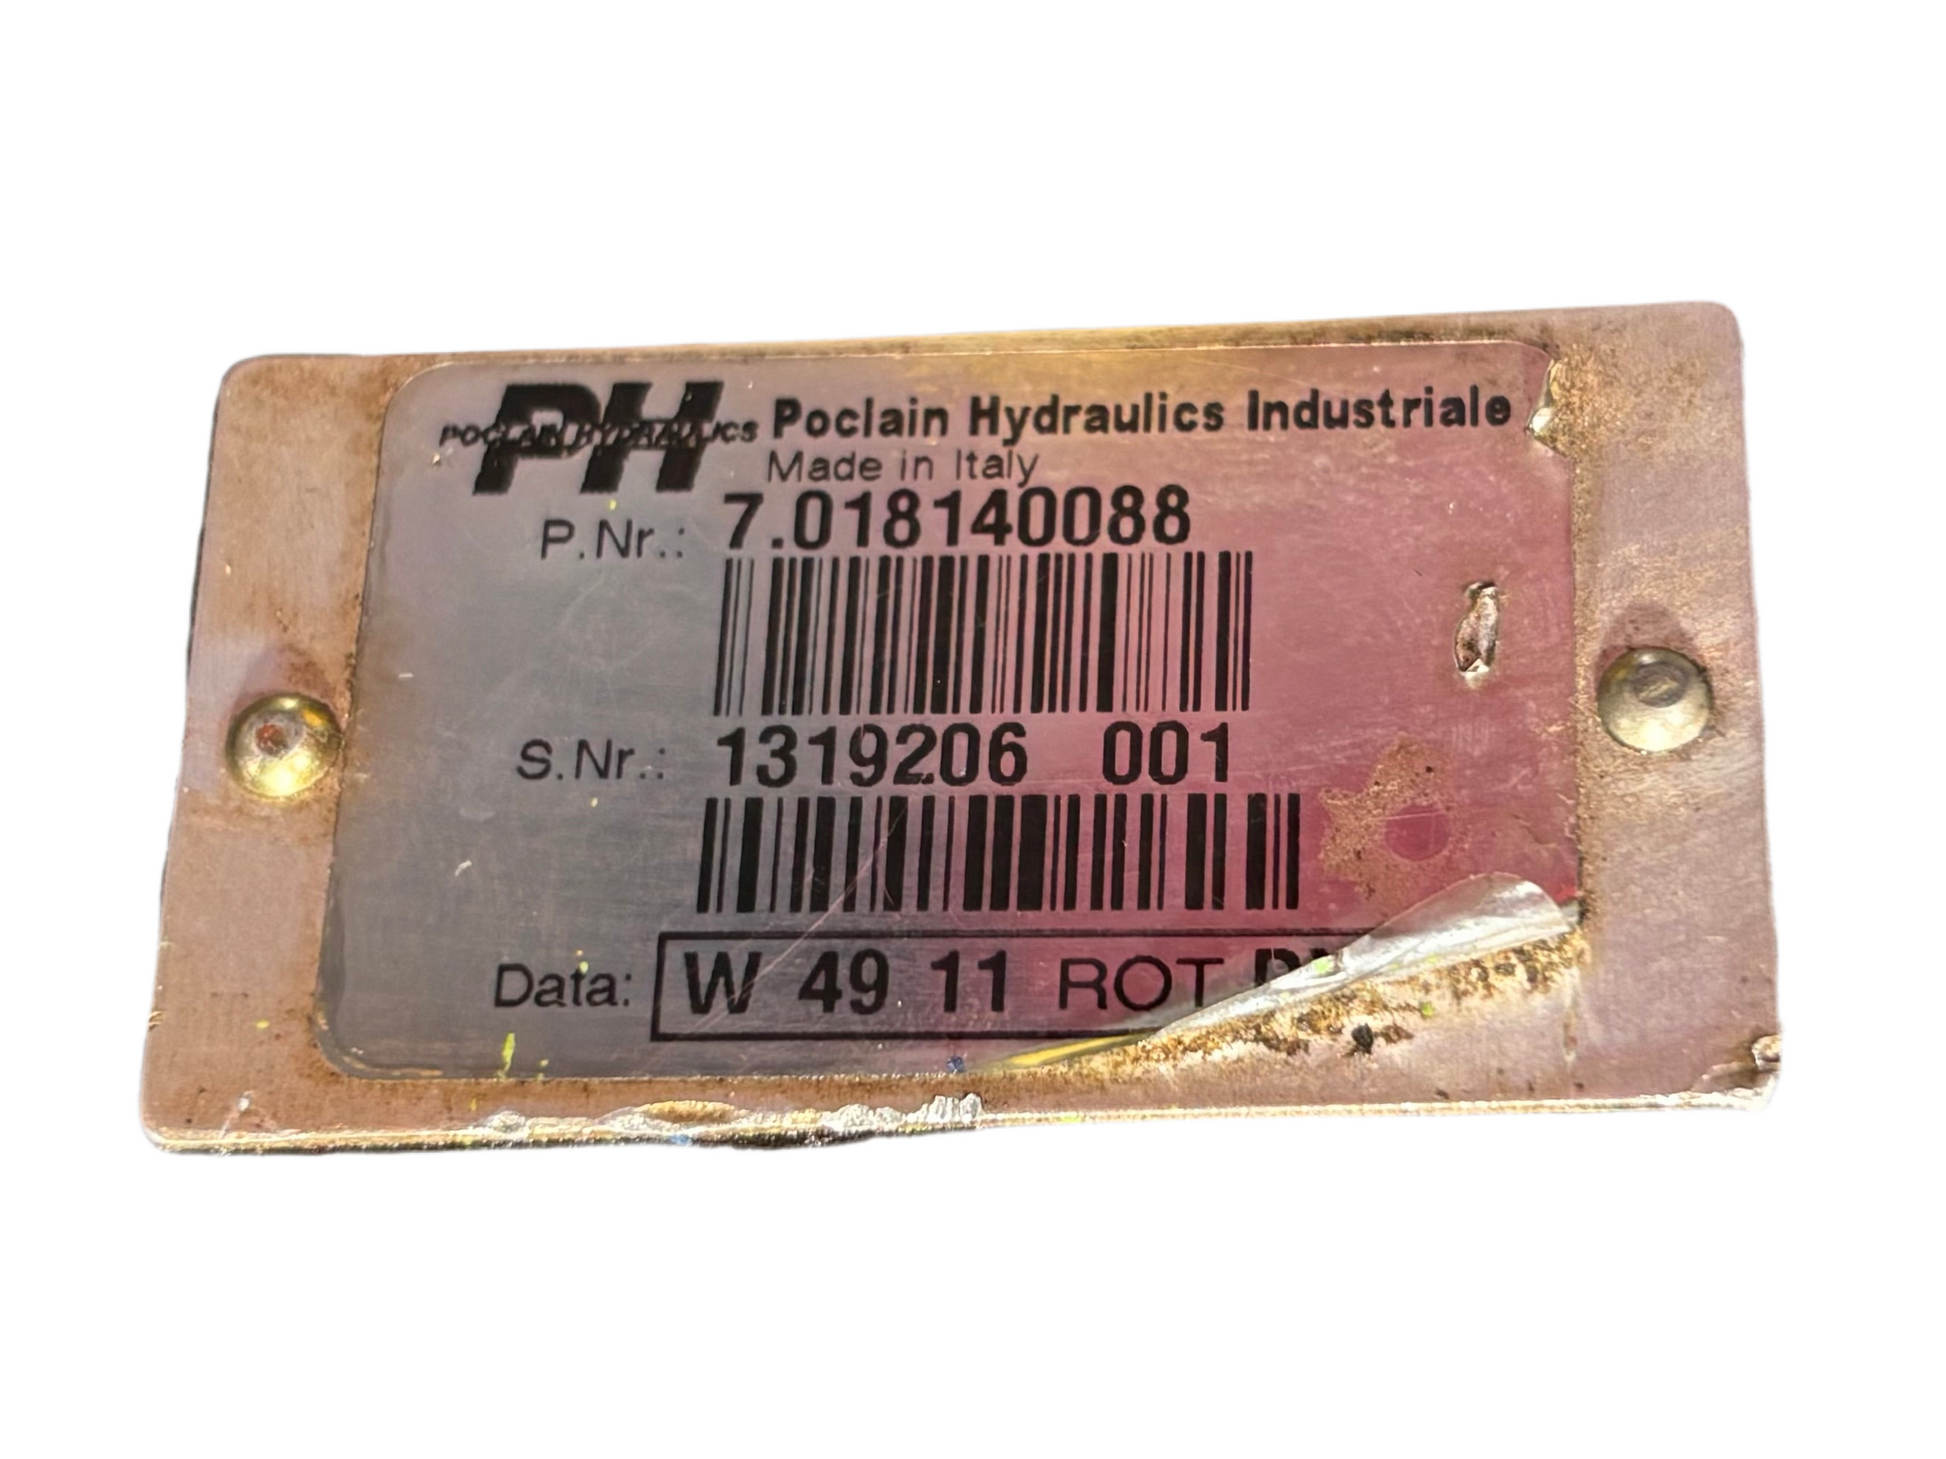 PH
POCLAIN HYDRAULICS
Poclain Hydraulics Industriale
Made in Italy
P.Nr.: 7.018140088
S.Nr.: 1319206 001
Data: W 49 11 ROT